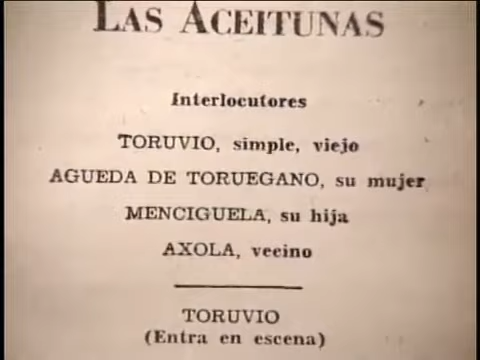 LAS ACEITUNAS
Interlocutores
TORUVIO, simple, viejo
AGUEDA DE TORUEGANO, su mujer
MENCIGUELA, su hija
AXOLA, vecino
TORUVIO
(Entra en escena)